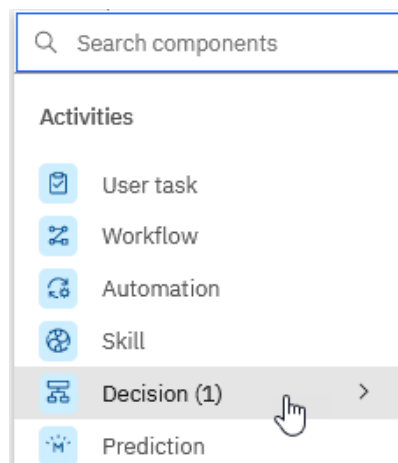 Search components
Activities
User task
Workflow
Automation
Skill
Decision (1)
Prediction